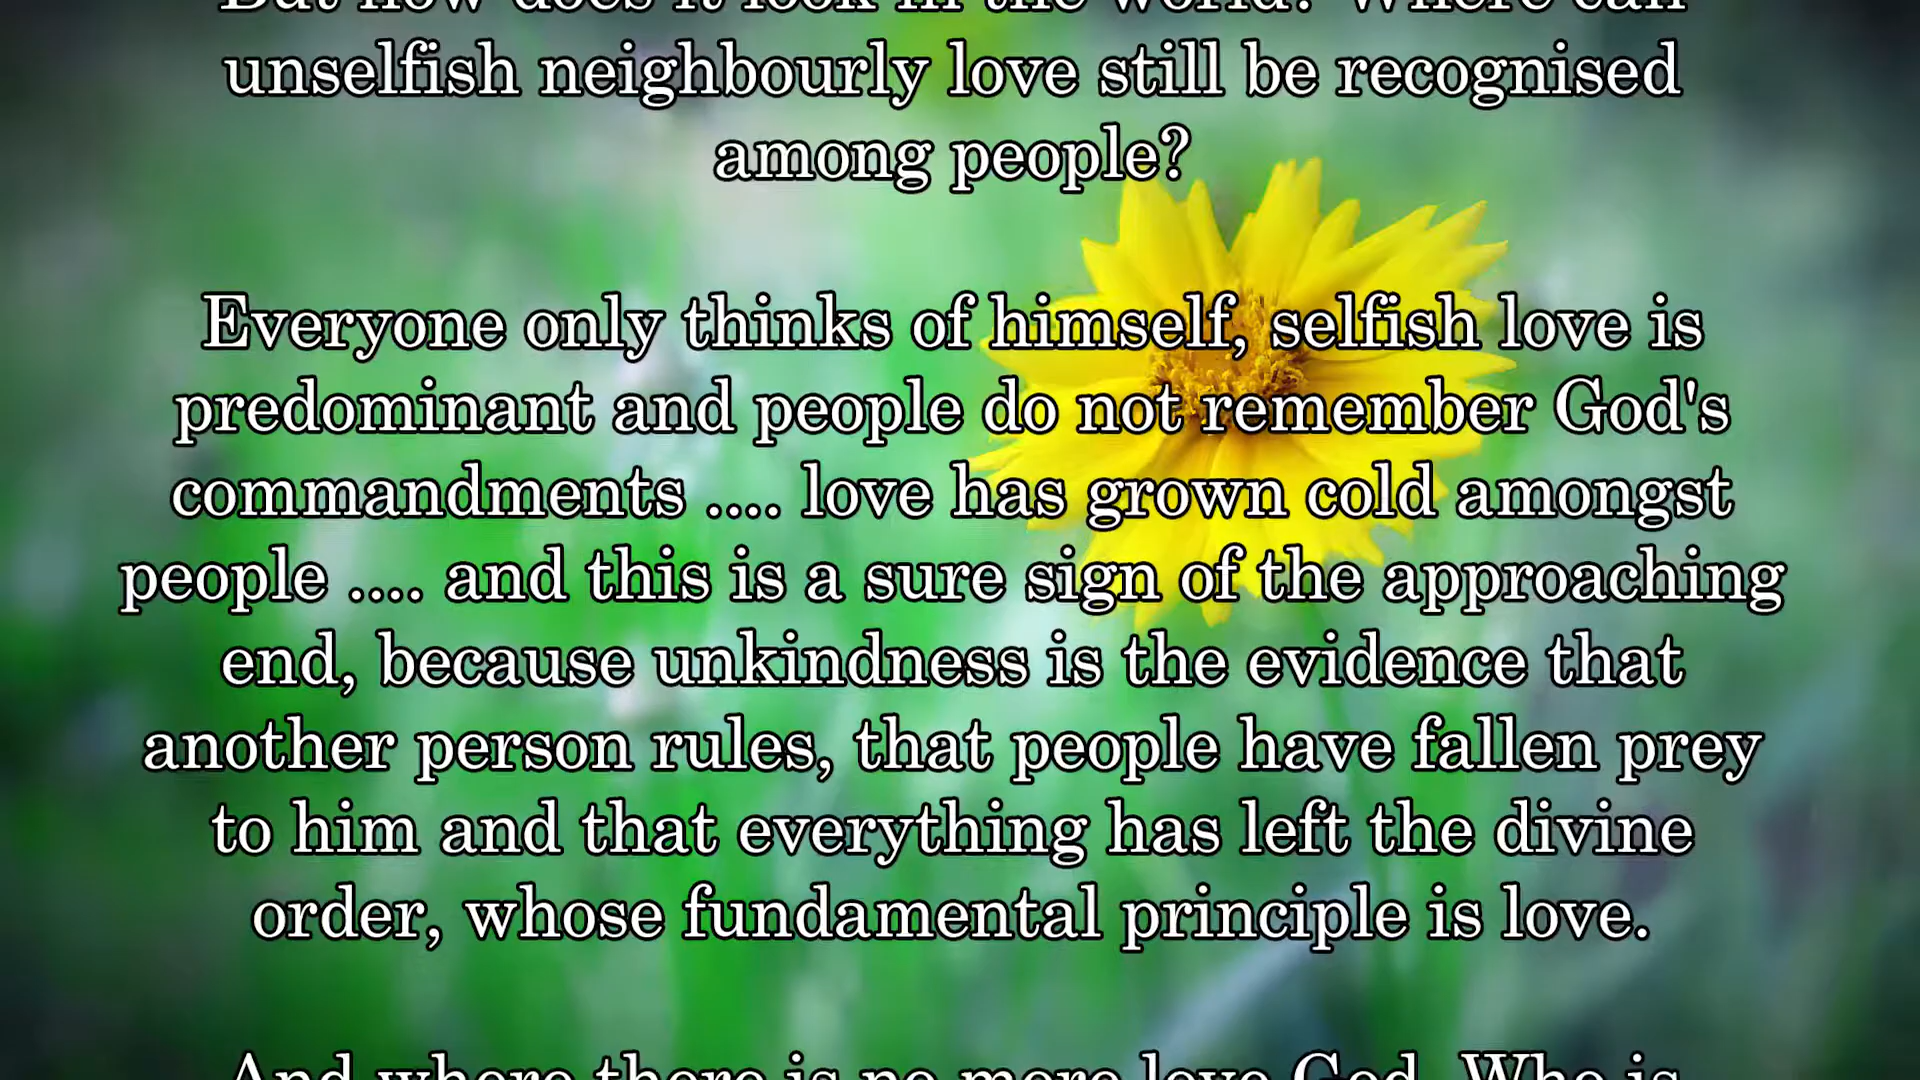 But how does it look in the world? Where can
unselfish neighbourly love still be recognised
among people?
Everyone only thinks of himself, selfish love is
predominant and people do not remember God's
commandments .... love has grown cold amongst
people .... and this is a sure sign of the approaching
end, because unkindness is the evidence that
another person rules, that people have fallen prey
to him and that everything has left the divine
order, whose fundamental principle is love.
And where there is no more love God, Who is